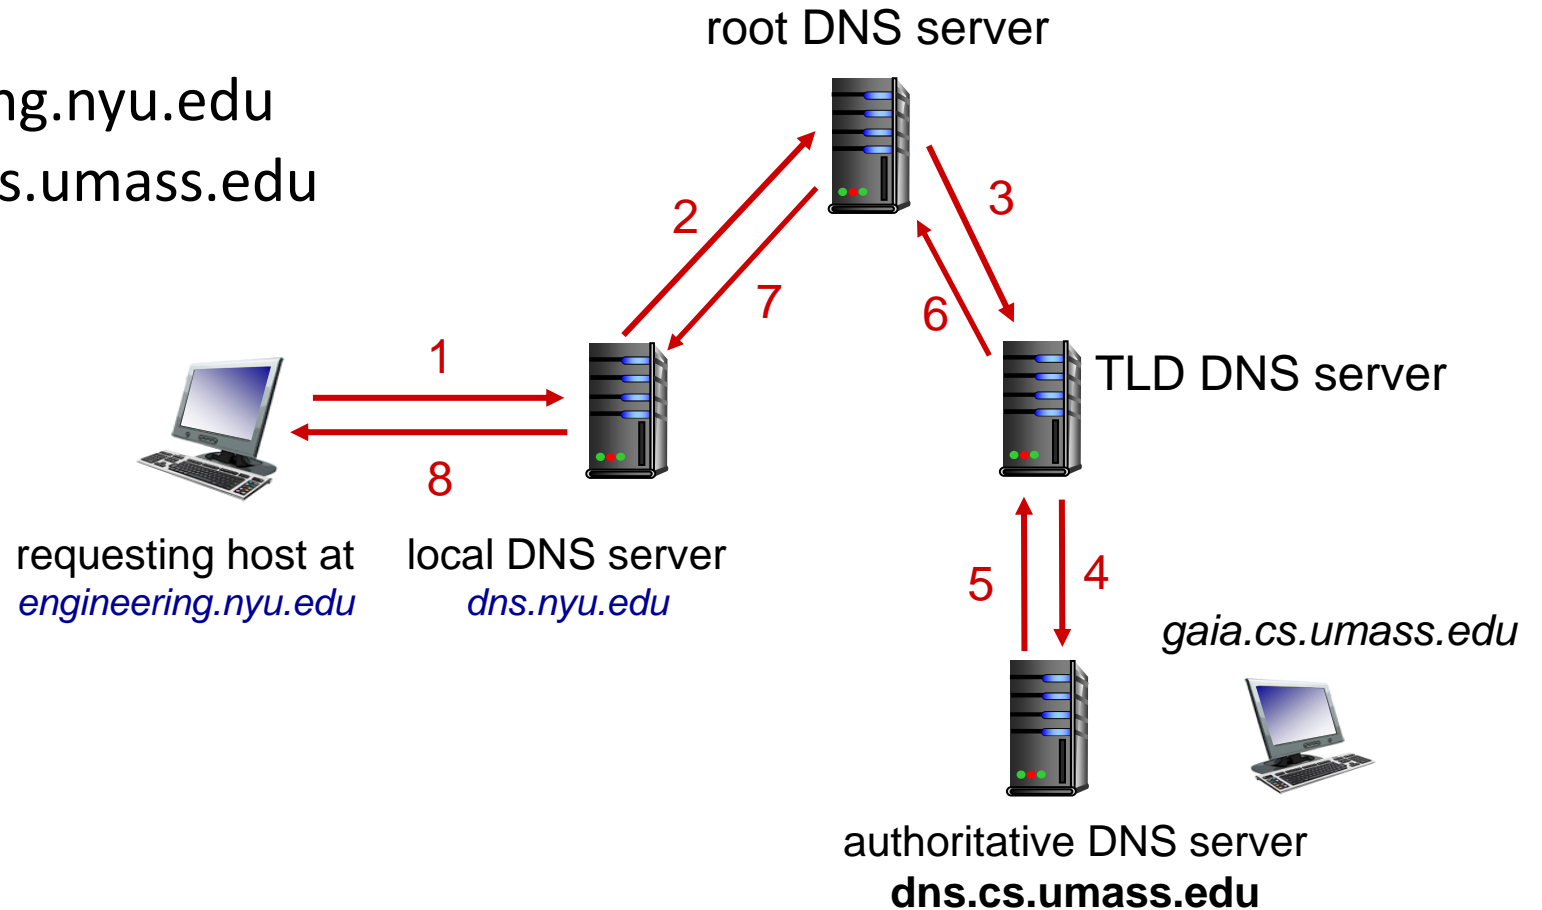 root DNS server
ng.nyu.edu
s.umass.edu
2
3
7
6
1
TLD DNS server
8
requesting host at
engineering.nyu.edu
local DNS server
dns.nyu.edu
5
4
gaia.cs.umass.edu
authoritative DNS server
dns.cs.umass.edu